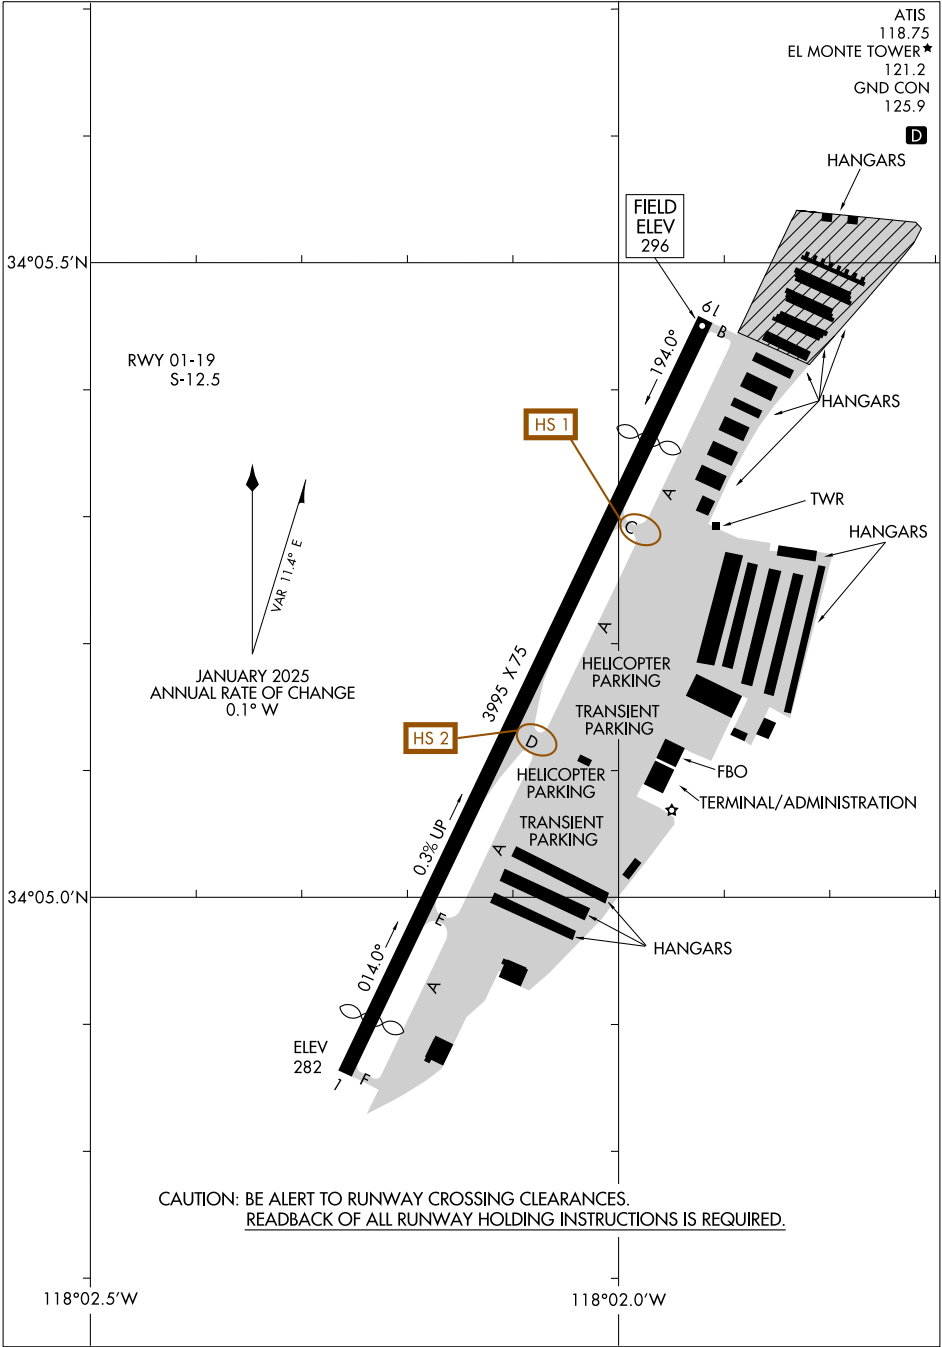 ATIS
118.75
EL MONTE TOWER★
121.2
GND CON
125.9
D
HANGARS
FIELD
ELEV
296
34°05.5'N
19
B
RWY 01-19
S-12.5
194.0°
HANGARS
HS 1
A
TWR
C
HANGARS
VAR 11.4° E
A
JANUARY 2025
ANNUAL RATE OF CHANGE
0.1° W
3995 X 75
HELICOPTER
PARKING
TRANSIENT
PARKING
HS 2
D
FBO
HELICOPTER
PARKING
TERMINAL/ADMINISTRATION
TRANSIENT
PARKING
0.3% UP
A
34°05.0'N
E
HANGARS
014.0°
A
ELEV
282
1
F
CAUTION: BE ALERT TO RUNWAY CROSSING CLEARANCES.
READBACK OF ALL RUNWAY HOLDING INSTRUCTIONS IS REQUIRED.
118°02.5'W
118°02.0'W